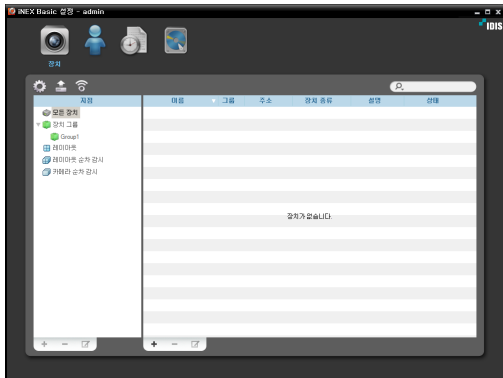 iNEX Basic 설정 - admin
IDIS
장치
지점
이름 그룹 주소 장치 종류 설명 상태
모든 장치
장치 그룹
Group1
레이아웃
레이아웃 순차 감시
카메라 순차 감시
장치가 없습니다.